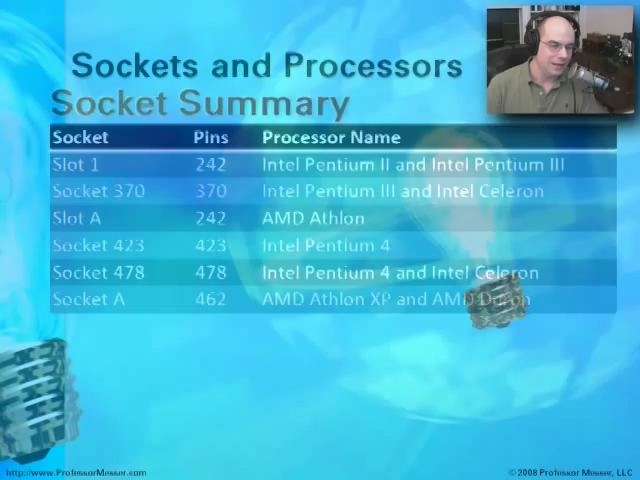 Sockets and Processors
Socket Summary
Socket Pins Processor Name
Slot 1 242 Intel Pentium II and Intel Pentium III
Socket 370 370 Intel Pentium III and Intel Celeron
Slot A 242 AMD Athlon
Socket 423 423 Intel Pentium 4
Socket 478 478 Intel Pentium 4 and Intel Celeron
Socket A 462 AMD Athlon XP and AMD Duron
http://www.ProfessorMesser.com © 2008 Professor Messer, LLC